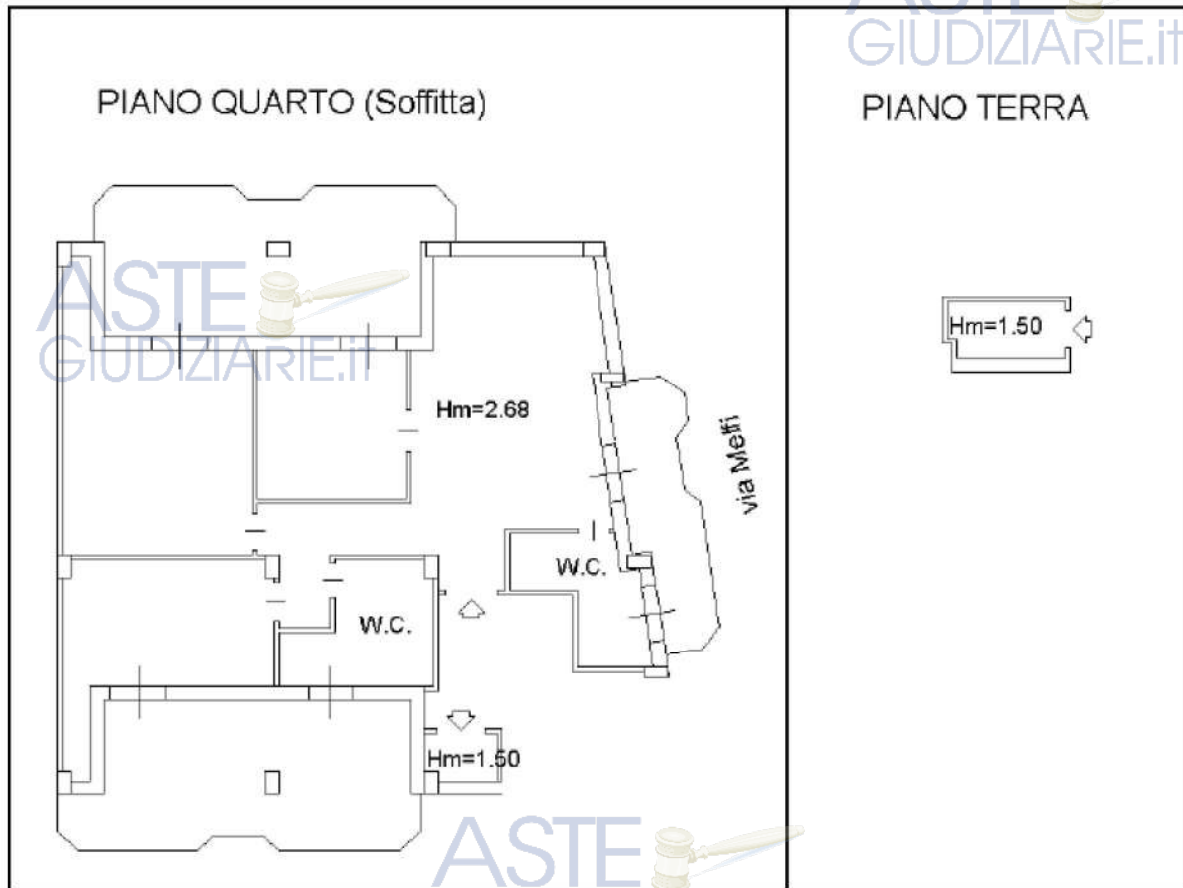 ASTE
GIUDIZIARIE.it
PIANO QUARTO (Soffitta)
PIANO TERRA
ASTE
GIUDIZIARIE.it
Hm=1.50
Hm=2.68
via Melfi
W.C.
W.C.
Hm=1.50
ASTE